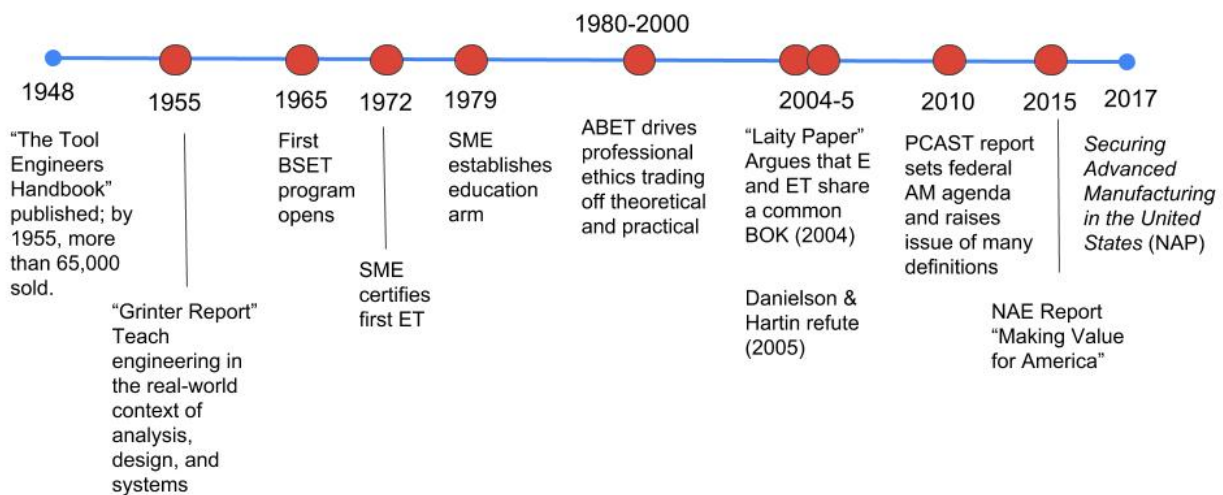 1980-2000
1948
1955
1965
1972
1979
2004-5
2010
2015
2017
“The Tool
Engineers
Handbook”
published; by
1955, more
than 65,000
sold.
“Grinter Report”
Teach
engineering in
the real-world
context of
analysis,
design, and
systems
First
BSET
program
opens
SME
certifies
first ET
SME
establishes
education
arm
ABET drives
professional
ethics trading
off theoretical
and practical
“Laity Paper”
Argues that E
and ET share
a common
BOK (2004)
Danielson &
Hartin refute
(2005)
PCAST report
sets federal
AM agenda
and raises
issue of many
definitions
NAE Report
“Making Value
for America”
Securing
Advanced
Manufacturing
in the United
States (NAP)